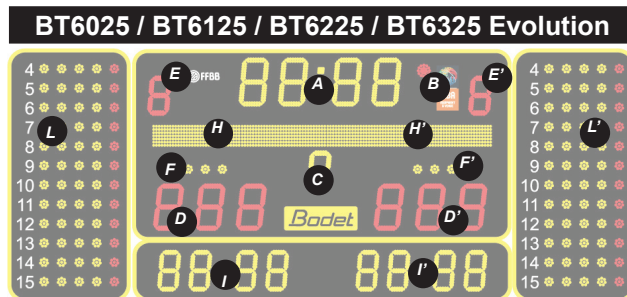 BT6025 / BT6125 / BT6225 / BT6325 Evolution
E FFBB 88:88 A B E'
8 8
H H'
F C F'
888 D Bodet 888 D'
88 88 I 88 88 I'
4 4
5 5
6 6
7 L 7 L'
8 8
9 9
10 10
11 11
12 12
13 13
14 14
15 15